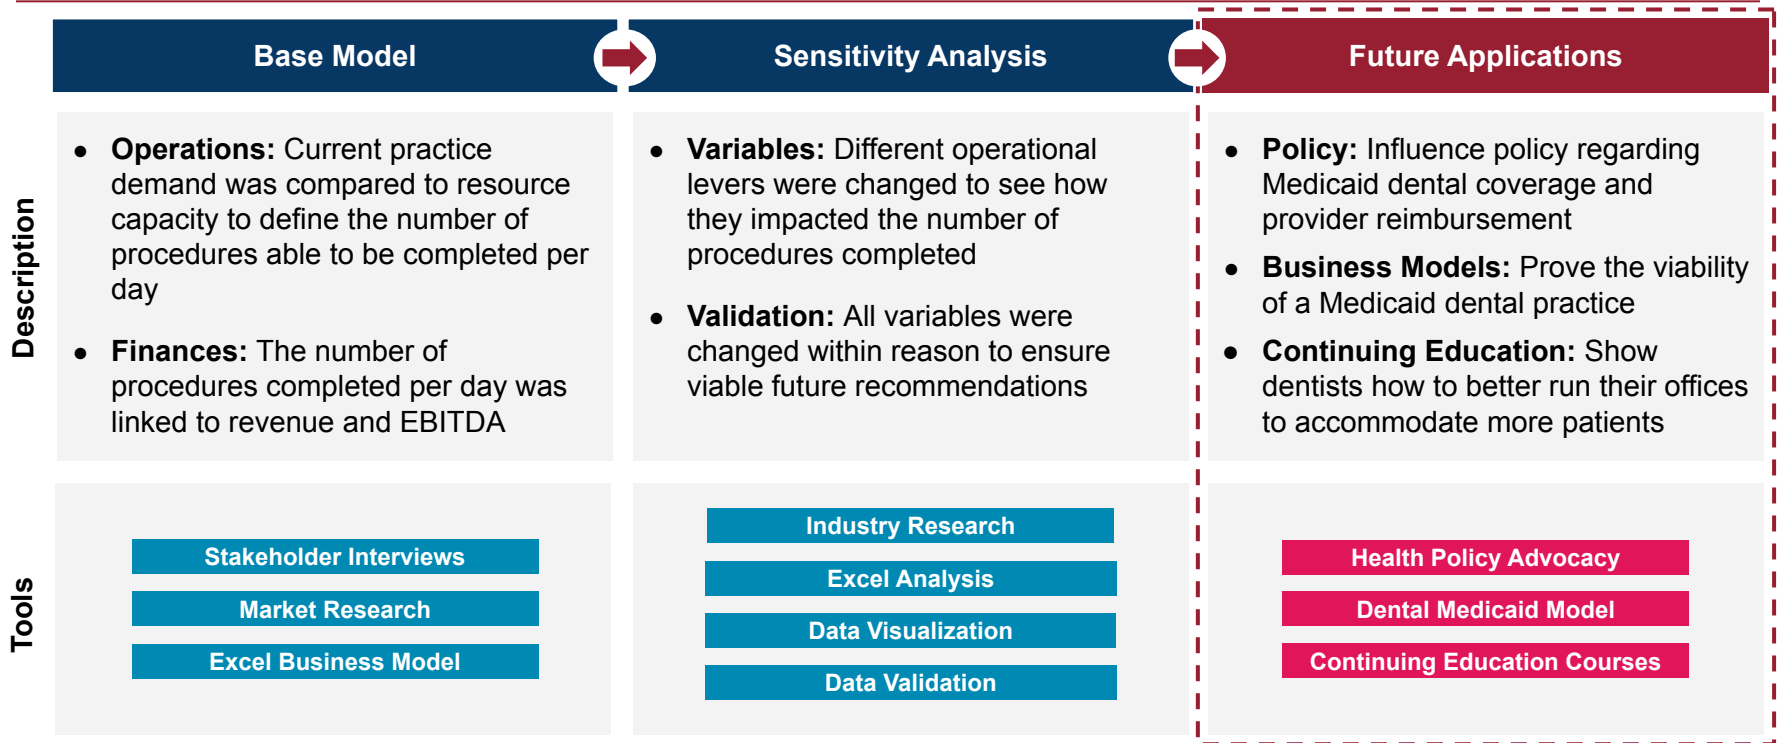 Base Model
Sensitivity Analysis
Future Applications
Description
● Operations: Current practice
demand was compared to resource
capacity to define the number of
procedures able to be completed per
day
● Finances: The number of
procedures completed per day was
linked to revenue and EBITDA
● Variables: Different operational
levers were changed to see how
they impacted the number of
procedures completed
● Validation: All variables were
changed within reason to ensure
viable future recommendations
● Policy: Influence policy regarding
Medicaid dental coverage and
provider reimbursement
● Business Models: Prove the viability
of a Medicaid dental practice
● Continuing Education: Show
dentists how to better run their offices
to accommodate more patients
Tools
Stakeholder Interviews
Market Research
Excel Business Model
Industry Research
Excel Analysis
Data Visualization
Data Validation
Health Policy Advocacy
Dental Medicaid Model
Continuing Education Courses